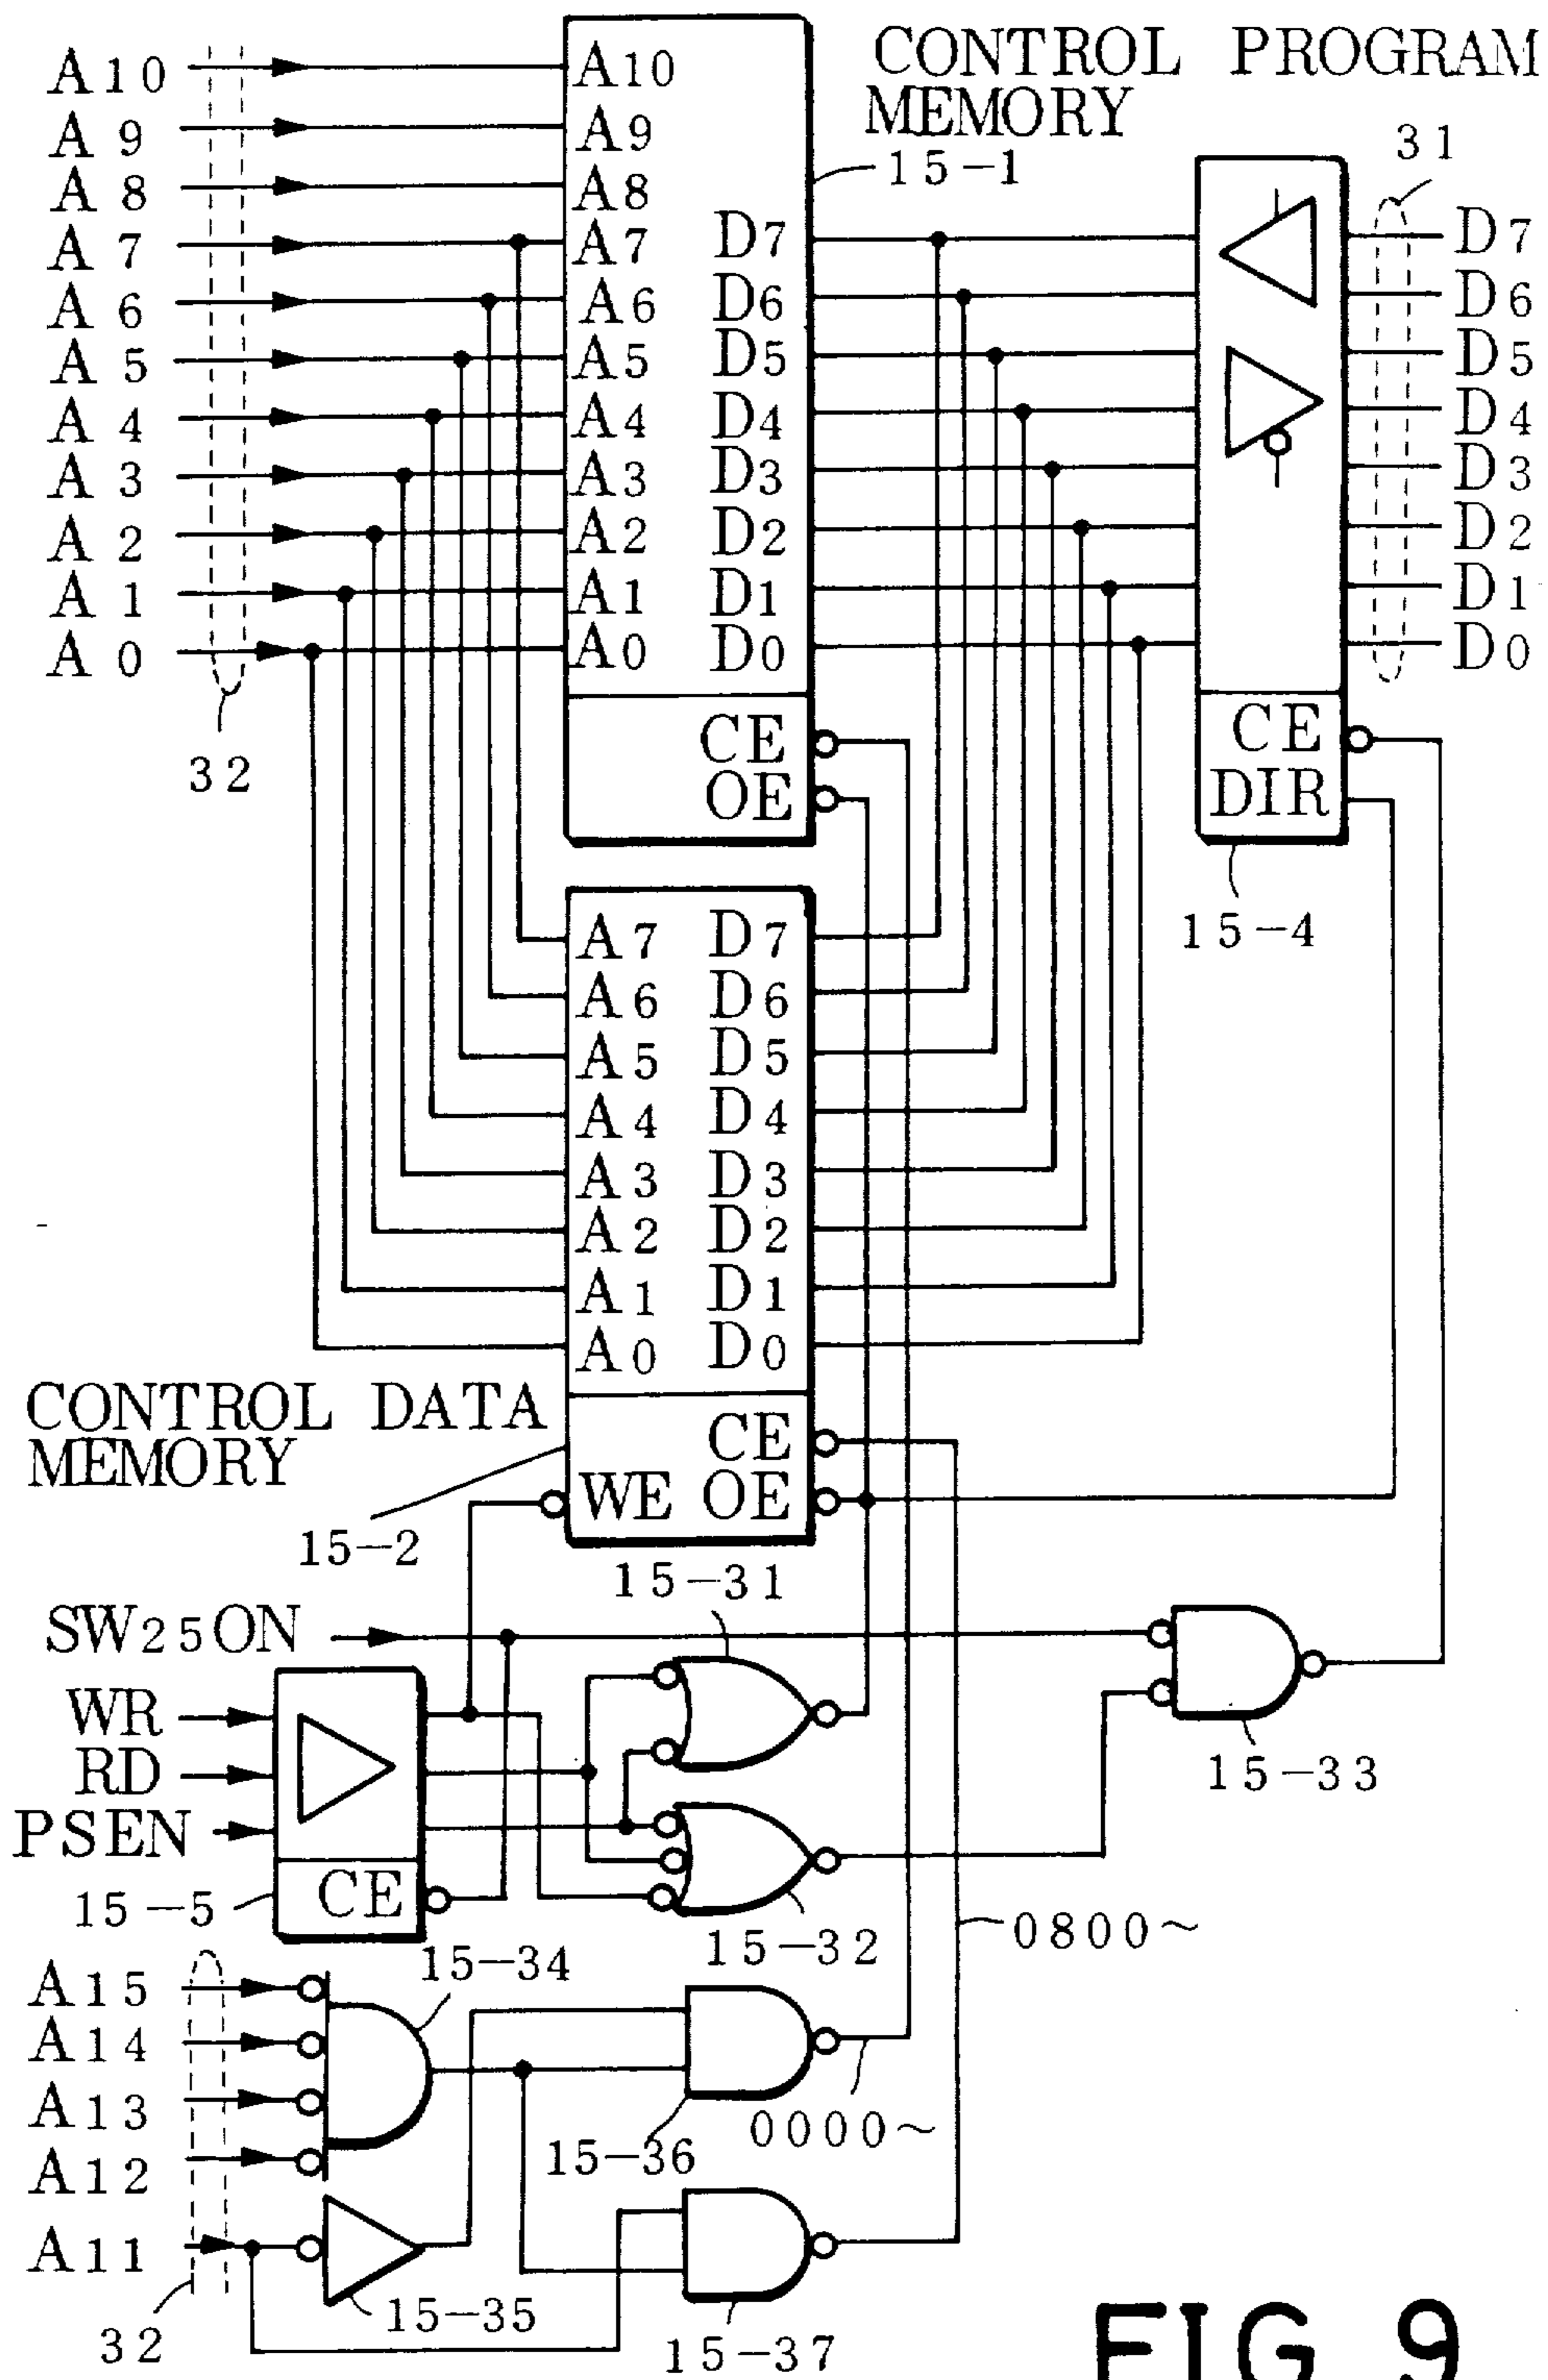 A10
A9
A8
A7
A6
A5
A4
A3
A2
A1
A0
32
A10
A9
A8
A7
A6
A5
A4
A3
A2
A1
A0
D7
D6
D5
D4
D3
D2
D1
D0
CE
OE
CONTROL PROGRAM
MEMORY
15-1
31
D7
D6
D5
D4
D3
D2
D1
D0
CE
DIR
15-4
A7
A6
A5
A4
A3
A2
A1
A0
D7
D6
D5
D4
D3
D2
D1
D0
CE
WE OE
CONTROL DATA
MEMORY
15-2
15-31
SW25ON
WR
RD
PSEN
CE
15-5
15-32
15-33
0800~
15-34
A15
A14
A13
A12
A11
32
15-35
15-36
0000~
15-37
FIG 9